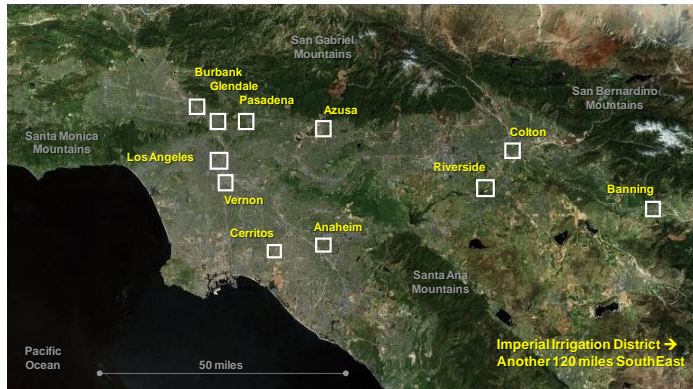 San Gabriel
Mountains
Burbank
Glendale
Pasadena
San Bernardino
Mountains
Azusa
Santa Monica
Mountains
Colton
Los Angeles
Riverside
Banning
Vernon
Cerritos
Anaheim
Santa Ana
Mountains
Imperial Irrigation District →
Another 120 miles SouthEast
Pacific
Ocean
50 miles